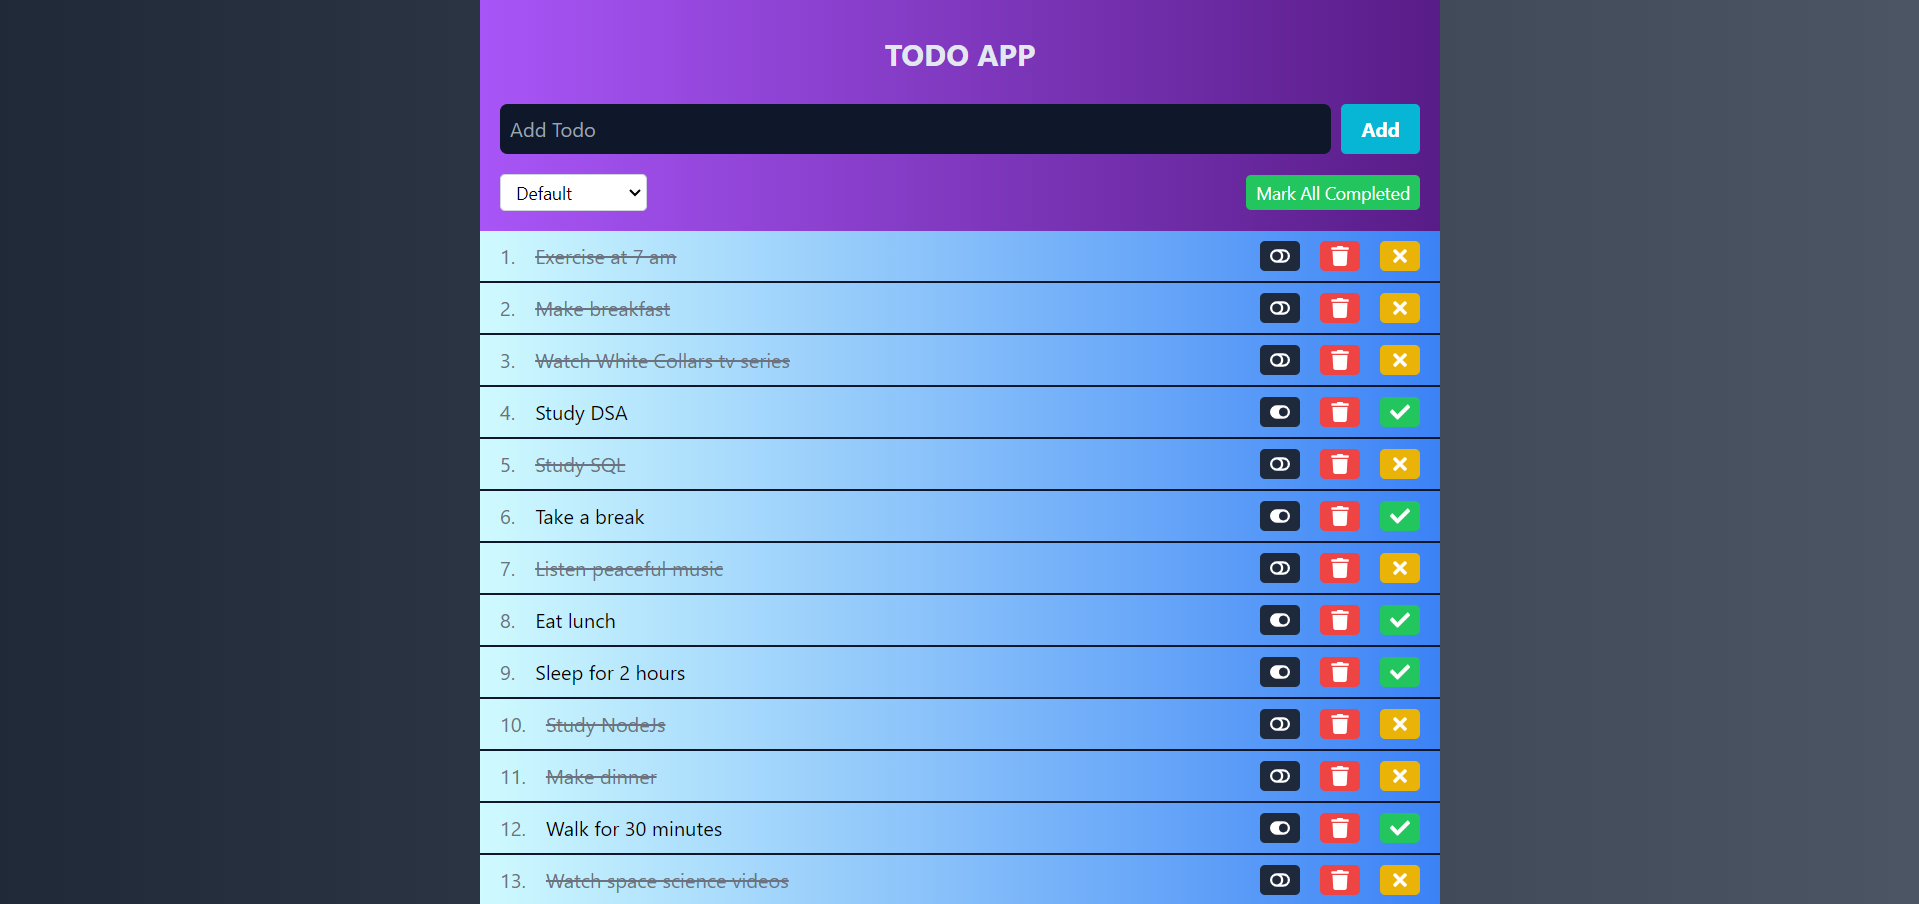 TODO APP
Add Todo
Add
Default
Mark All Completed
1. Exercise at 7 am
2. Make breakfast
3. Watch White Collars tv series
4. Study DSA
5. Study SQL
6. Take a break
7. Listen peaceful music
8. Eat lunch
9. Sleep for 2 hours
10. Study NodeJs
11. Make dinner
12. Walk for 30 minutes
13. Watch space science videos